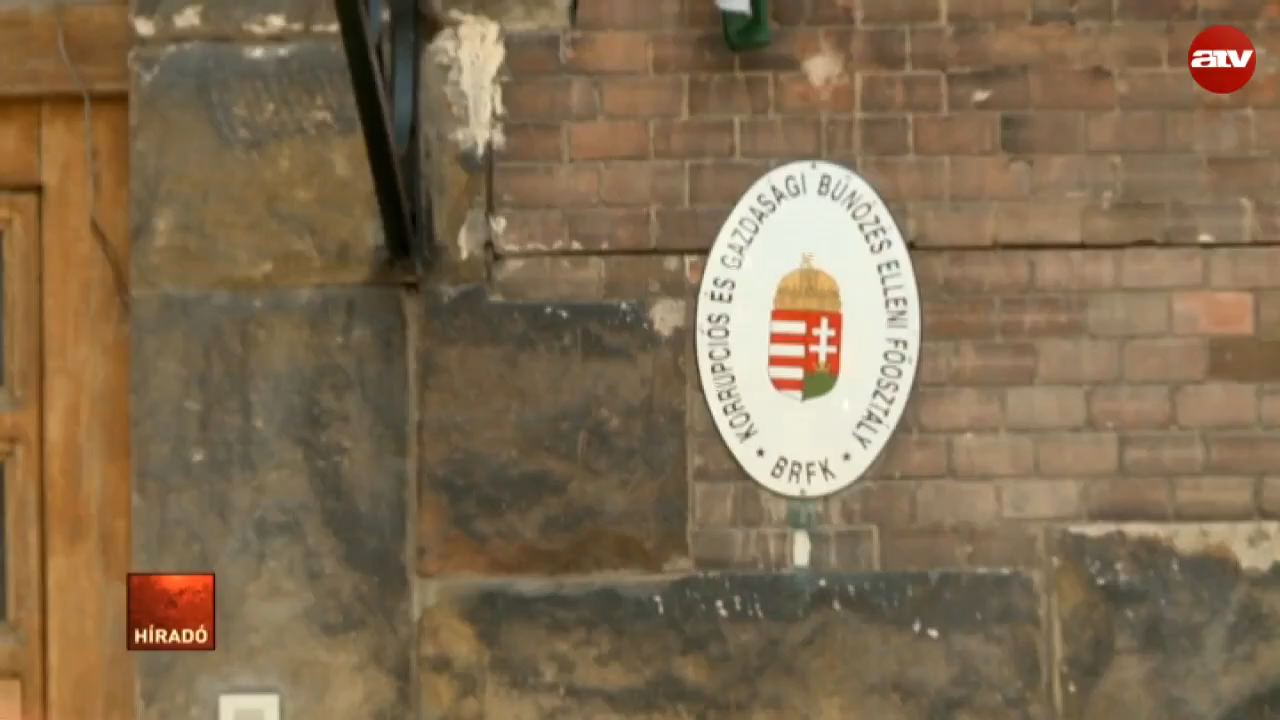 atv
KORRUPCIÓS ÉS GAZDASÁGI BŰNÖZÉS ELLENI FŐOSZTÁLY
• BRFK •
HÍRADÓ